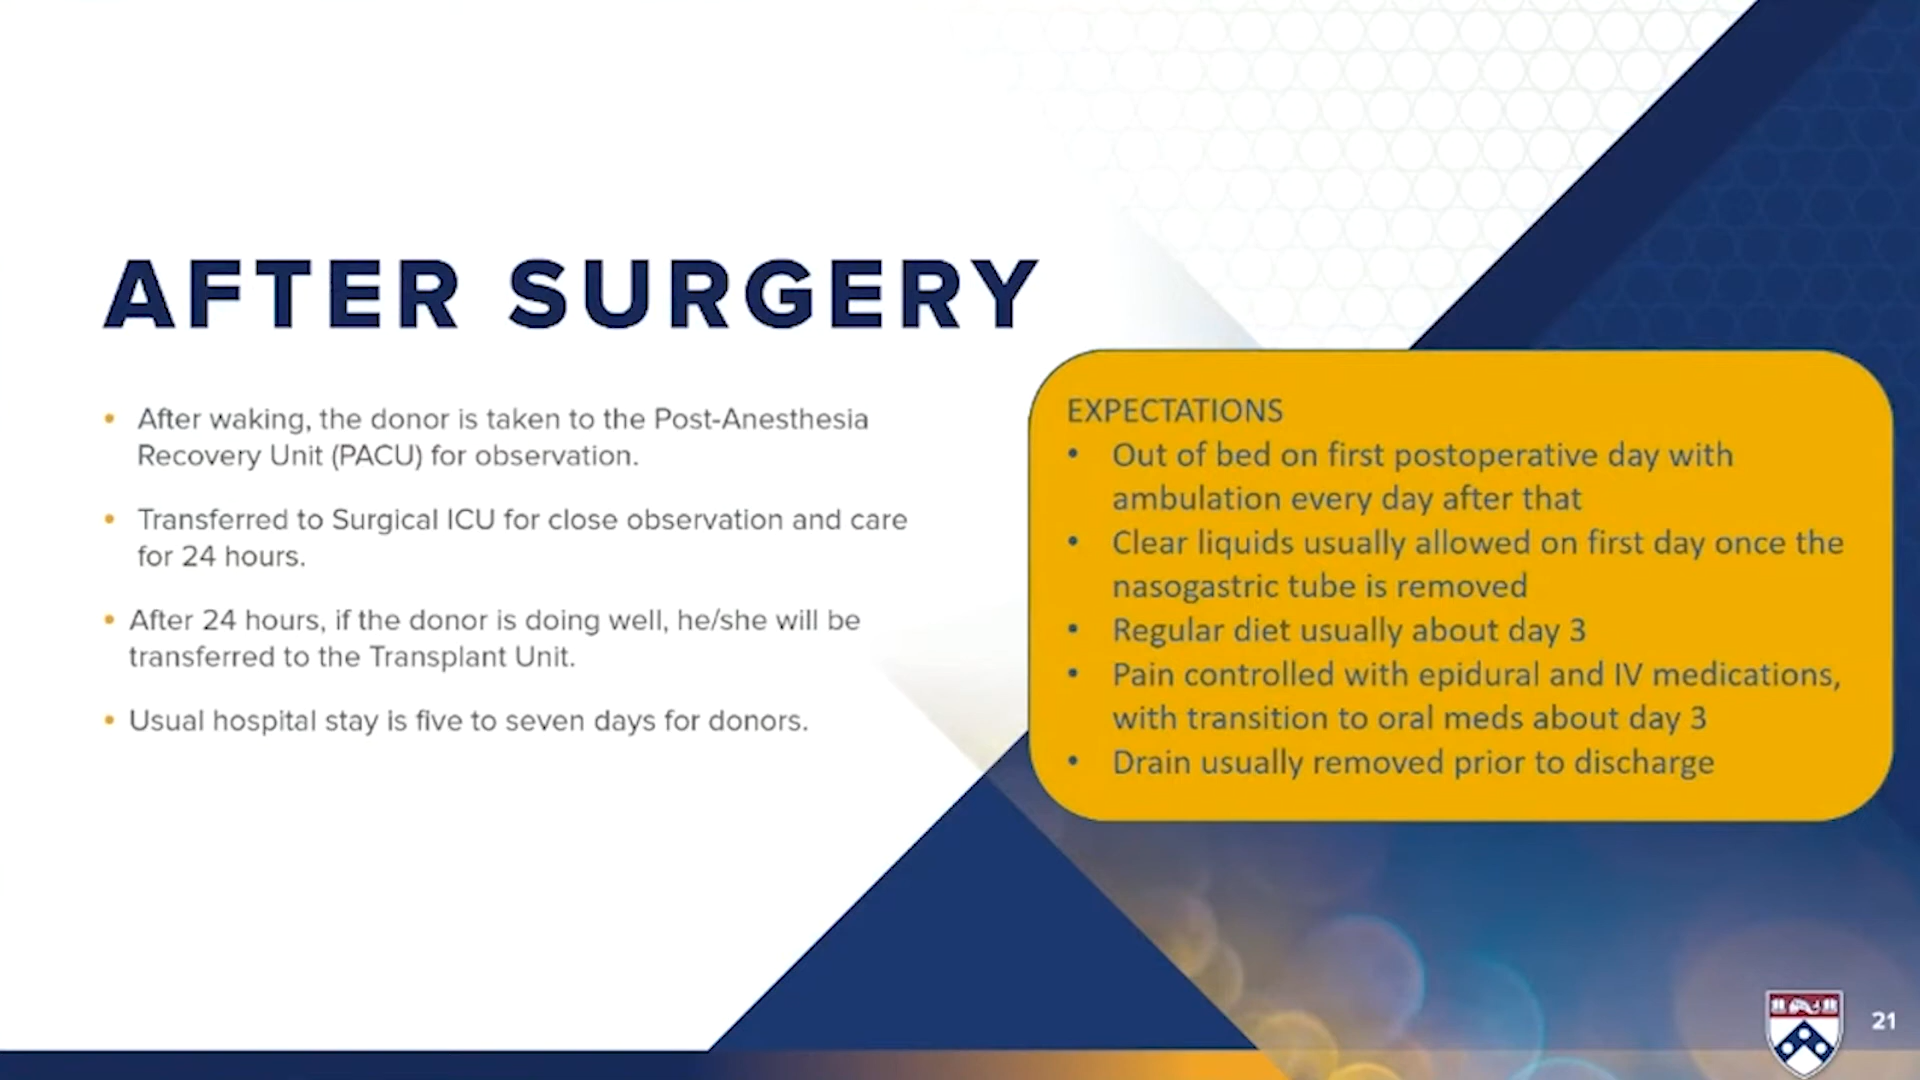 AFTER SURGERY
• After waking, the donor is taken to the Post-Anesthesia
Recovery Unit (PACU) for observation.
• Transferred to Surgical ICU for close observation and care
for 24 hours.
• After 24 hours, if the donor is doing well, he/she will be
transferred to the Transplant Unit.
• Usual hospital stay is five to seven days for donors.
EXPECTATIONS
• Out of bed on first postoperative day with
ambulation every day after that
• Clear liquids usually allowed on first day once the
nasogastric tube is removed
• Regular diet usually about day 3
• Pain controlled with epidural and IV medications,
with transition to oral meds about day 3
• Drain usually removed prior to discharge
21